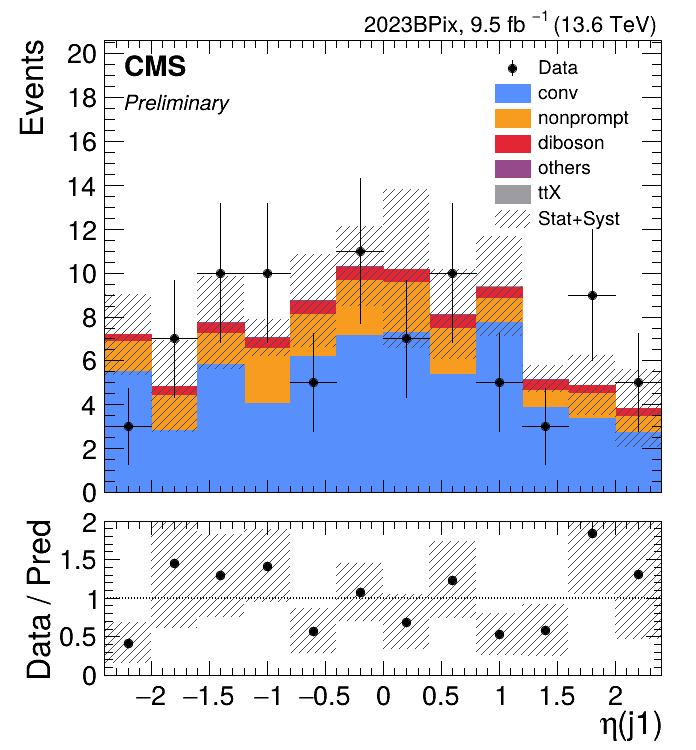 2023BPix, 9.5 fb⁻¹ (13.6 TeV)
CMS
Preliminary
Events
20
18
16
14
12
10
8
6
4
2
0
Data
conv
nonprompt
diboson
others
ttX
Stat+Syst
Data / Pred
2
1.5
1
0.5
0
−2
−1.5
−1
−0.5
0
0.5
1
1.5
2
η(j1)